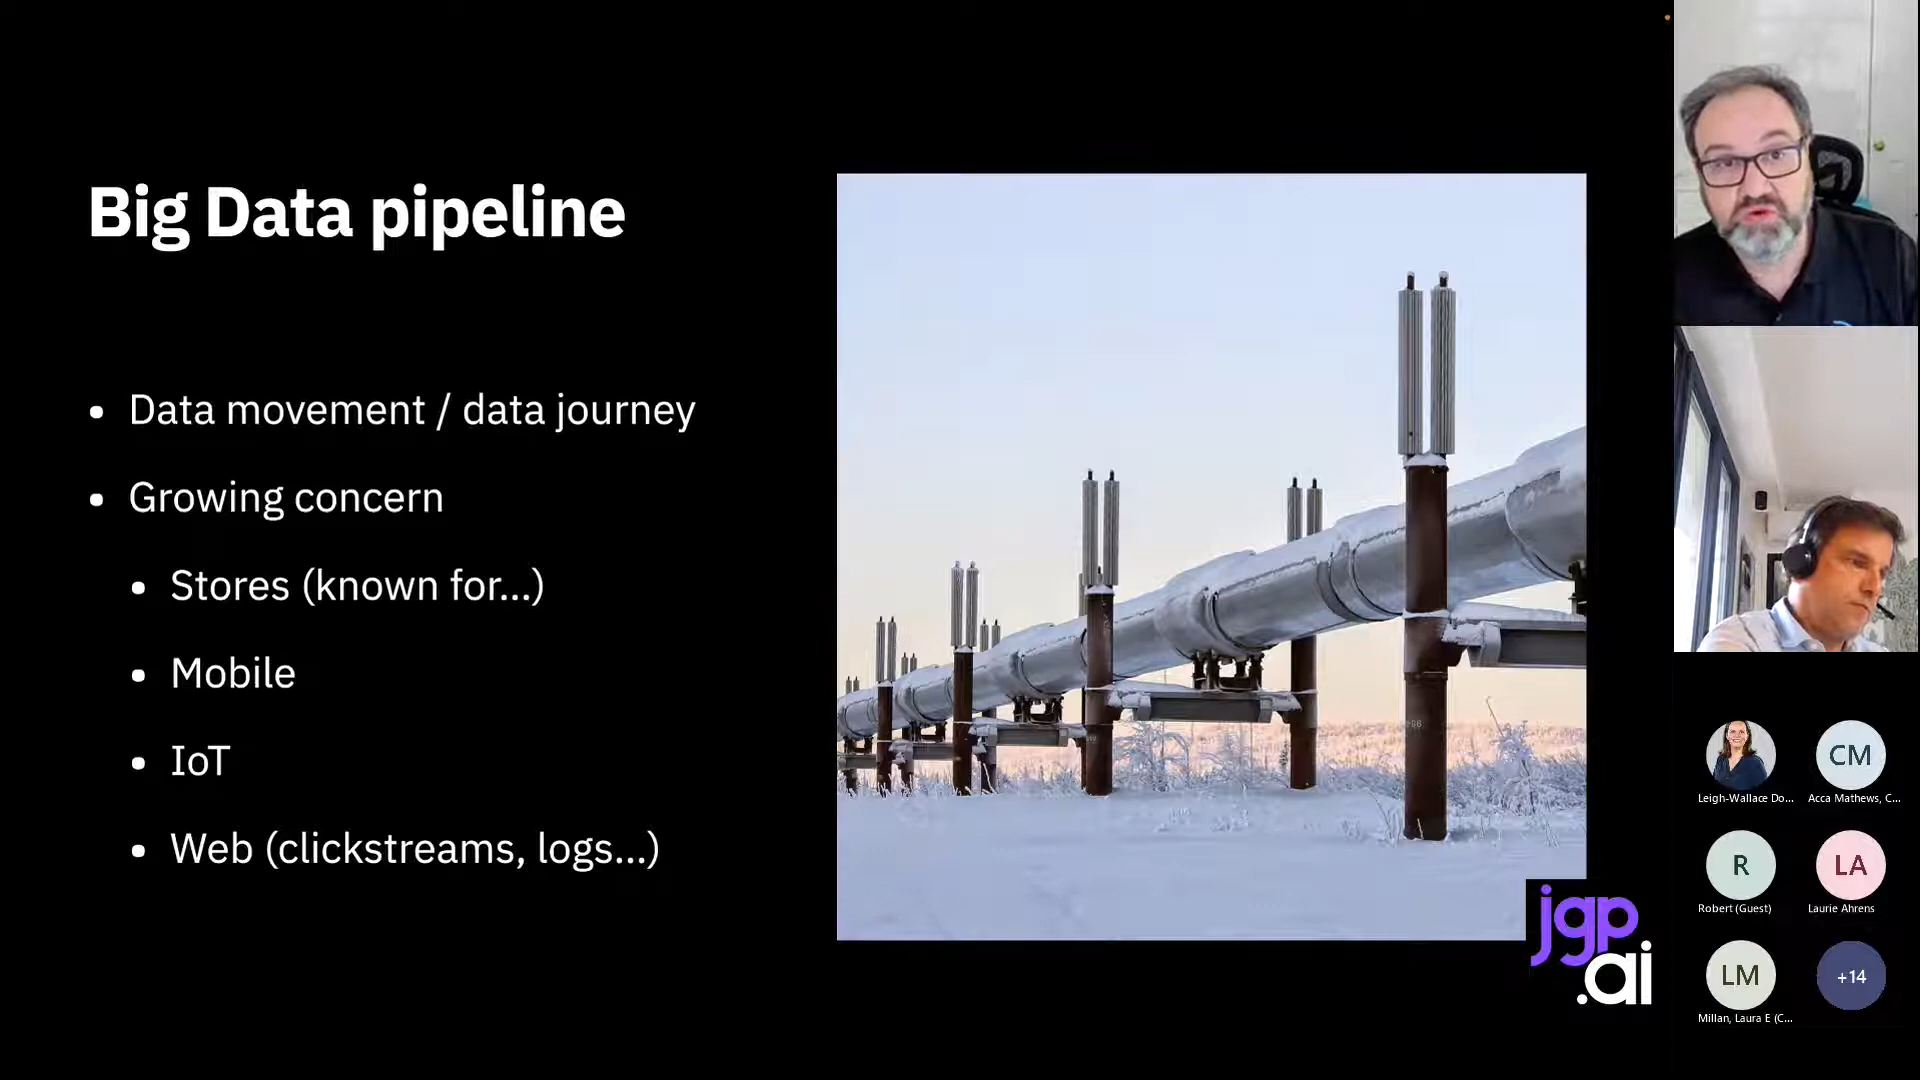 Big Data pipeline
• Data movement / data journey
• Growing concern
• Stores (known for...)
• Mobile
• IoT
• Web (clickstreams, logs...)
jgp
.ai
Leigh-Wallace Do...
CM
Acca Mathews, C...
R
Robert (Guest)
LA
Laurie Ahrens
LM
Millan, Laura E (C...
+14